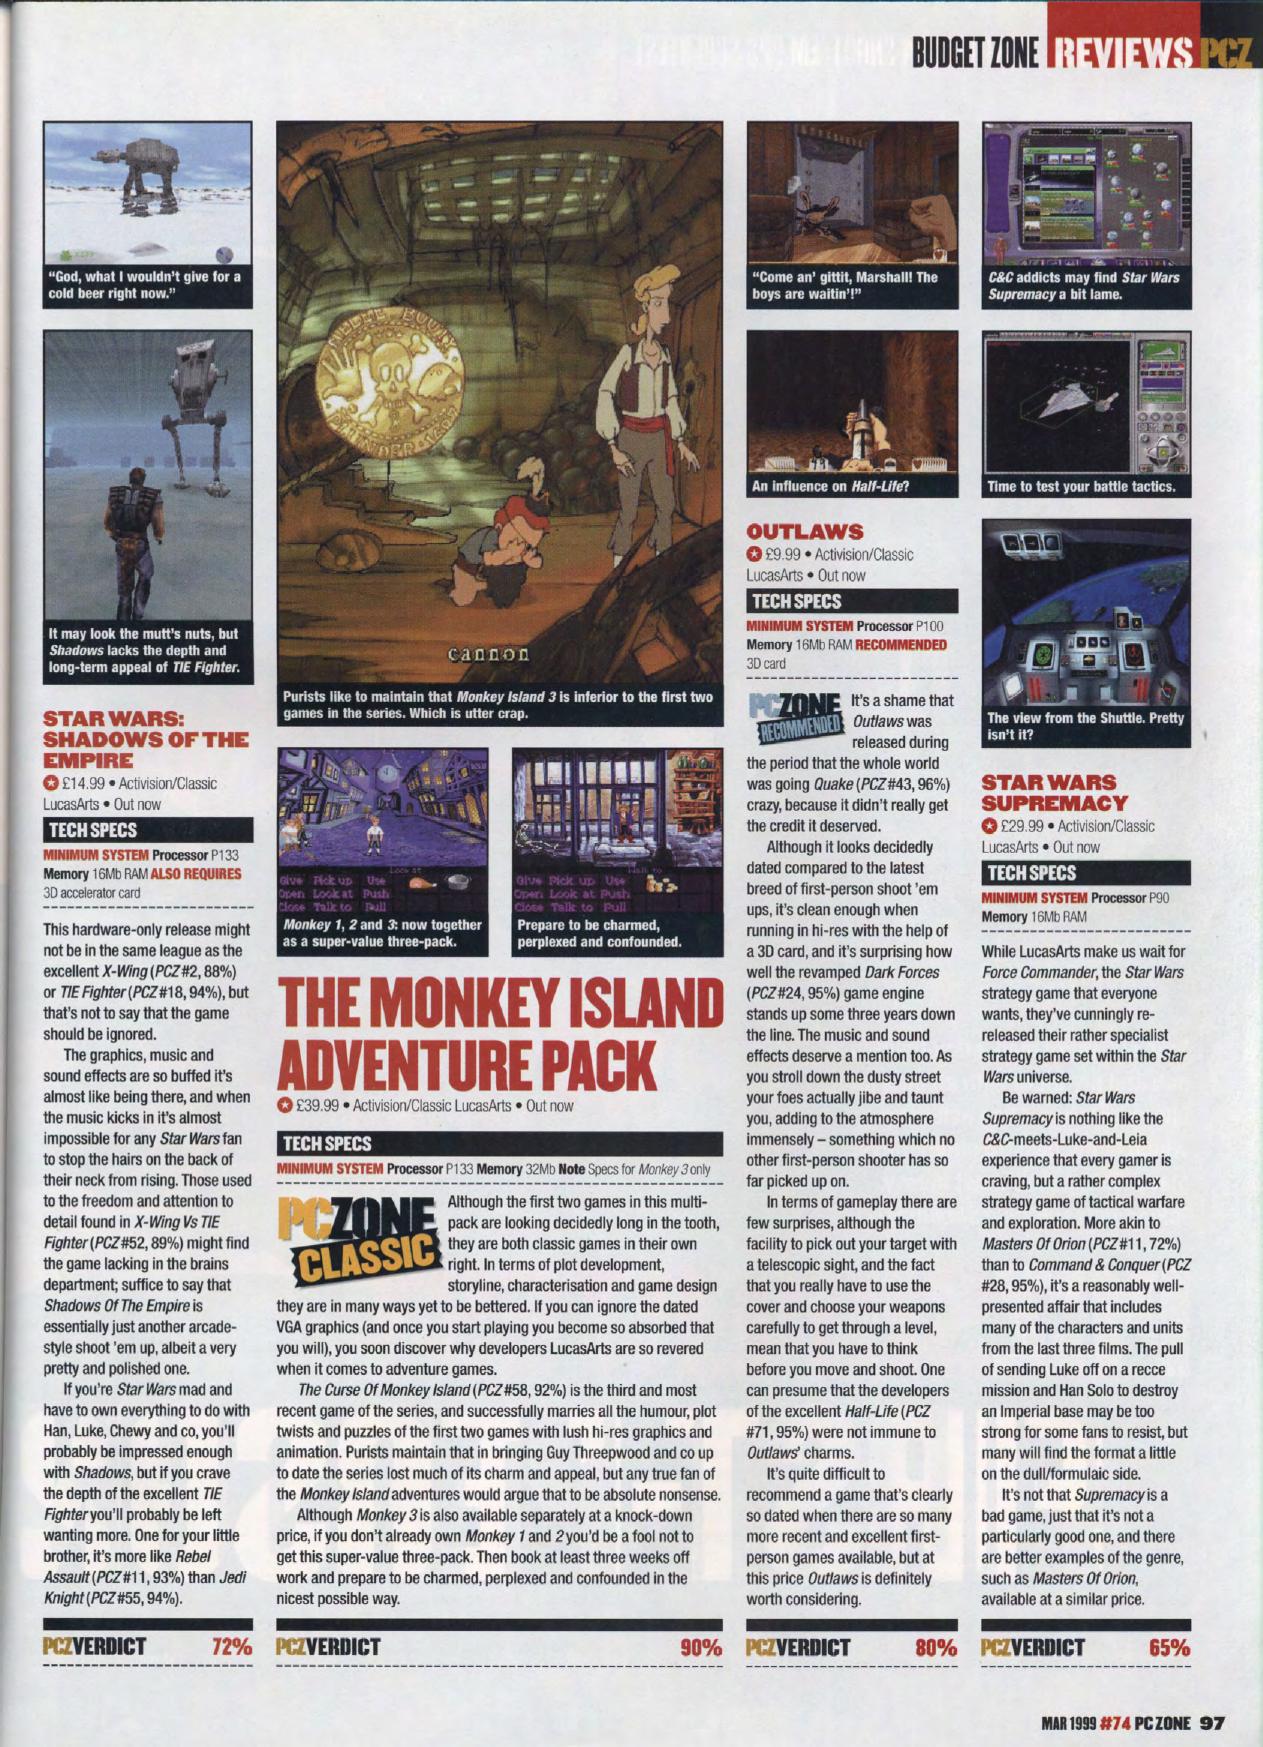 BUDGET ZONE REVIEWS PCZ
"God, what I wouldn't give for a
cold beer right now."
It may look the mutt's nuts, but
Shadows lacks the depth and
long-term appeal of TIE Fighter.
STAR WARS:
SHADOWS OF THE
EMPIRE
£14.99 • Activision/Classic
LucasArts • Out now
TECH SPECS
MINIMUM SYSTEM Processor P133
Memory 16Mb RAM ALSO REQUIRES
3D accelerator card
This hardware-only release might
not be in the same league as the
excellent X-Wing (PCZ #2, 88%)
or TIE Fighter (PCZ #18, 94%), but
that's not to say that the game
should be ignored.
The graphics, music and
sound effects are so buffed it's
almost like being there, and when
the music kicks in it's almost
impossible for any Star Wars fan
to stop the hairs on the back of
their neck from rising. Those used
to the freedom and attention to
detail found in X-Wing Vs TIE
Fighter (PCZ #52, 89%) might find
the game lacking in the brains
department; suffice to say that
Shadows Of The Empire is
essentially just another arcade-
style shoot 'em up, albeit a very
pretty and polished one.
If you're Star Wars mad and
have to own everything to do with
Han, Luke, Chewy and co, you'll
probably be impressed enough
with Shadows, but if you crave
the depth of the excellent TIE
Fighter you'll probably be left
wanting more. One for your little
brother, it's more like Rebel
Assault (PCZ #11, 93%) than Jedi
Knight (PCZ #55, 94%).
PCZVERDICT 72%
cannon
Purists like to maintain that Monkey Island 3 is inferior to the first two
games in the series. Which is utter crap.
Look at
Give Pick up Use
Open Look at Push
Close Talk to Pull
Monkey 1, 2 and 3: now together
as a super-value three-pack.
Walk to
Give Pick up Use
Open Look at Push
Close Talk to Pull
Prepare to be charmed,
perplexed and confounded.
THE MONKEY ISLAND
ADVENTURE PACK
£39.99 • Activision/Classic LucasArts • Out now
TECH SPECS
MINIMUM SYSTEM Processor P133 Memory 32Mb Note Specs for Monkey 3 only
PCZONE
CLASSIC
Although the first two games in this multi-
pack are looking decidedly long in the tooth,
they are both classic games in their own
right. In terms of plot development,
storyline, characterisation and game design
they are in many ways yet to be bettered. If you can ignore the dated
VGA graphics (and once you start playing you become so absorbed that
you will), you soon discover why developers LucasArts are so revered
when it comes to adventure games.
The Curse Of Monkey Island (PCZ #58, 92%) is the third and most
recent game of the series, and successfully marries all the humour, plot
twists and puzzles of the first two games with lush hi-res graphics and
animation. Purists maintain that in bringing Guy Threepwood and co up
to date the series lost much of its charm and appeal, but any true fan of
the Monkey Island adventures would argue that to be absolute nonsense.
Although Monkey 3 is also available separately at a knock-down
price, if you don't already own Monkey 1 and 2 you'd be a fool not to
get this super-value three-pack. Then book at least three weeks off
work and prepare to be charmed, perplexed and confounded in the
nicest possible way.
PCZVERDICT 90%
"Come an' gittit, Marshall! The
boys are waitin'!"
An influence on Half-Life?
OUTLAWS
£9.99 • Activision/Classic
LucasArts • Out now
TECH SPECS
MINIMUM SYSTEM Processor P100
Memory 16Mb RAM RECOMMENDED
3D card
PCZONE
RECOMMENDED
It's a shame that
Outlaws was
released during
the period that the whole world
was going Quake (PCZ #43, 96%)
crazy, because it didn't really get
the credit it deserved.
Although it looks decidedly
dated compared to the latest
breed of first-person shoot 'em
ups, it's clean enough when
running in hi-res with the help of
a 3D card, and it's surprising how
well the revamped Dark Forces
(PCZ #24, 95%) game engine
stands up some three years down
the line. The music and sound
effects deserve a mention too. As
you stroll down the dusty street
your foes actually jibe and taunt
you, adding to the atmosphere
immensely – something which no
other first-person shooter has so
far picked up on.
In terms of gameplay there are
few surprises, although the
facility to pick out your target with
a telescopic sight, and the fact
that you really have to use the
cover and choose your weapons
carefully to get through a level,
mean that you have to think
before you move and shoot. One
can presume that the developers
of the excellent Half-Life (PCZ
#71, 95%) were not immune to
Outlaws' charms.
It's quite difficult to
recommend a game that's clearly
so dated when there are so many
more recent and excellent first-
person games available, but at
this price Outlaws is definitely
worth considering.
PCZVERDICT 80%
C&C addicts may find Star Wars
Supremacy a bit lame.
Time to test your battle tactics.
The view from the Shuttle. Pretty
isn't it?
STAR WARS
SUPREMACY
£29.99 • Activision/Classic
LucasArts • Out now
TECH SPECS
MINIMUM SYSTEM Processor P90
Memory 16Mb RAM
While LucasArts make us wait for
Force Commander, the Star Wars
strategy game that everyone
wants, they've cunningly re-
released their rather specialist
strategy game set within the Star
Wars universe.
Be warned: Star Wars
Supremacy is nothing like the
C&C-meets-Luke-and-Leia
experience that every gamer is
craving, but a rather complex
strategy game of tactical warfare
and exploration. More akin to
Masters Of Orion (PCZ #11, 72%)
than to Command & Conquer (PCZ
#28, 95%), it's a reasonably well-
presented affair that includes
many of the characters and units
from the last three films. The pull
of sending Luke off on a recce
mission and Han Solo to destroy
an Imperial base may be too
strong for some fans to resist, but
many will find the format a little
on the dull/formulaic side.
It's not that Supremacy is a
bad game, just that it's not a
particularly good one, and there
are better examples of the genre,
such as Masters Of Orion,
available at a similar price.
PCZVERDICT 65%
MAR 1999 #74 PC ZONE 97